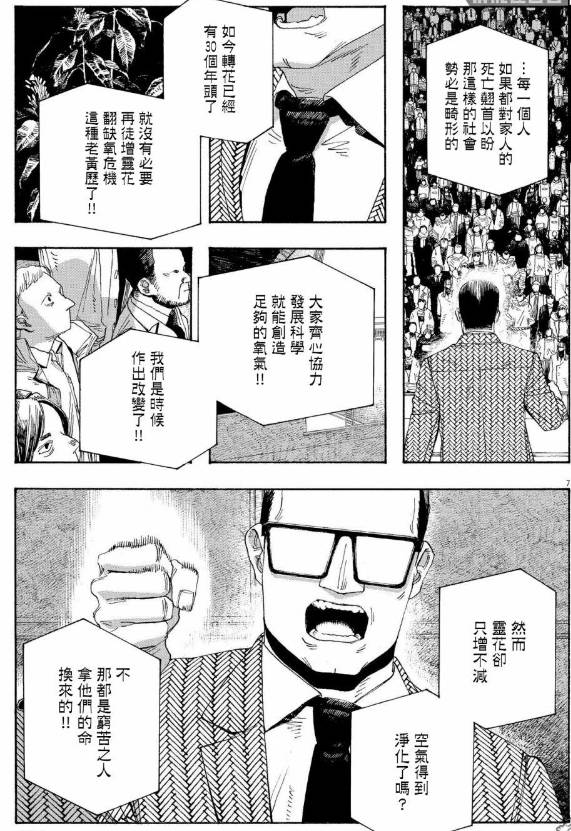 …每一個人
如果都對家人的
死亡翹首以盼
那這樣的社會
勢必是畸形的
如今轉花已經
有30個年頭了
就沒有必要
再徒增靈花
翻缺氧危機
這種老黃歷了!!
大家齊心協力
發展科學
就能創造
足夠的氧氣!!
我們是時候
作出改變了!!
7
然而
靈花卻
只增不減
空氣得到
淨化了嗎？
不
那都是窮苦之人
拿他們的命
換來的!!